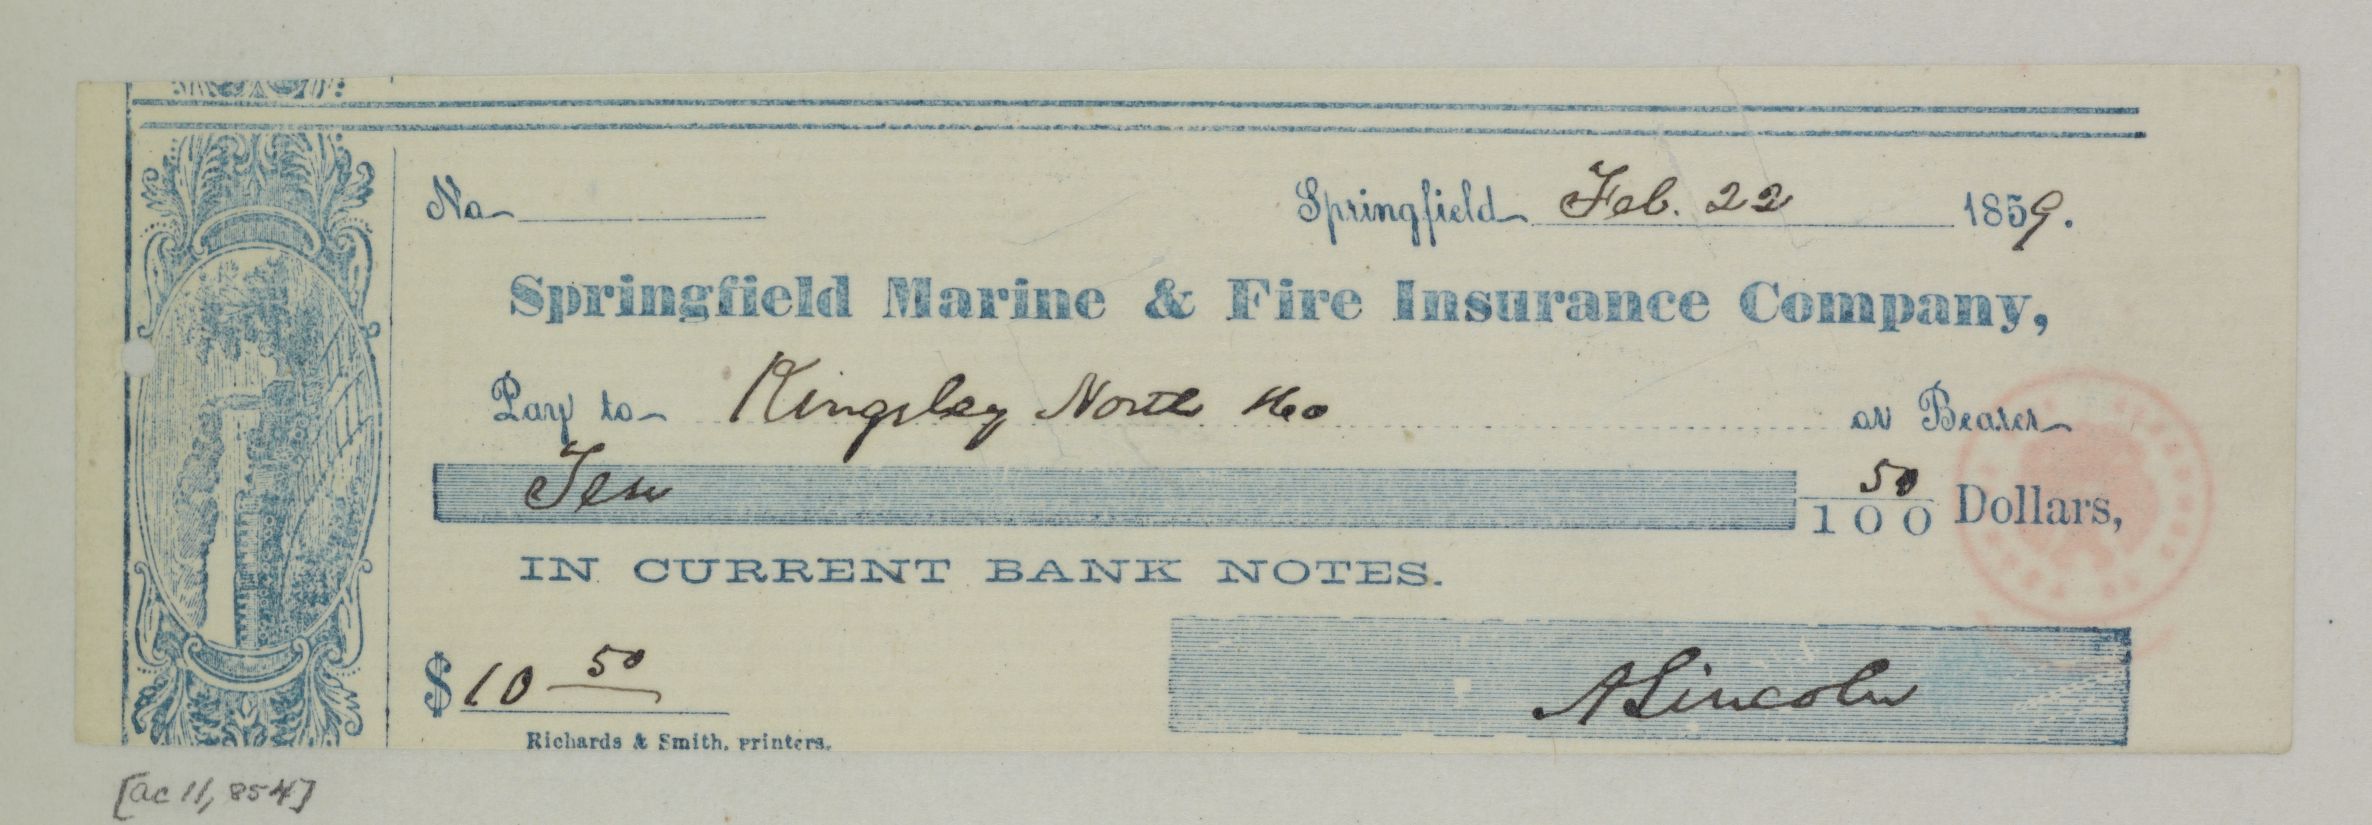 No
Springfield Feb. 22 1859.
Springfield Marine & Fire Insurance Company,
Pay to Kingsley North &co or Bearer
Ten 50/100 Dollars,
IN CURRENT BANK NOTES.
$ 10 50
A Lincoln
Richards & Smith, printers.
[ac 11, 854]